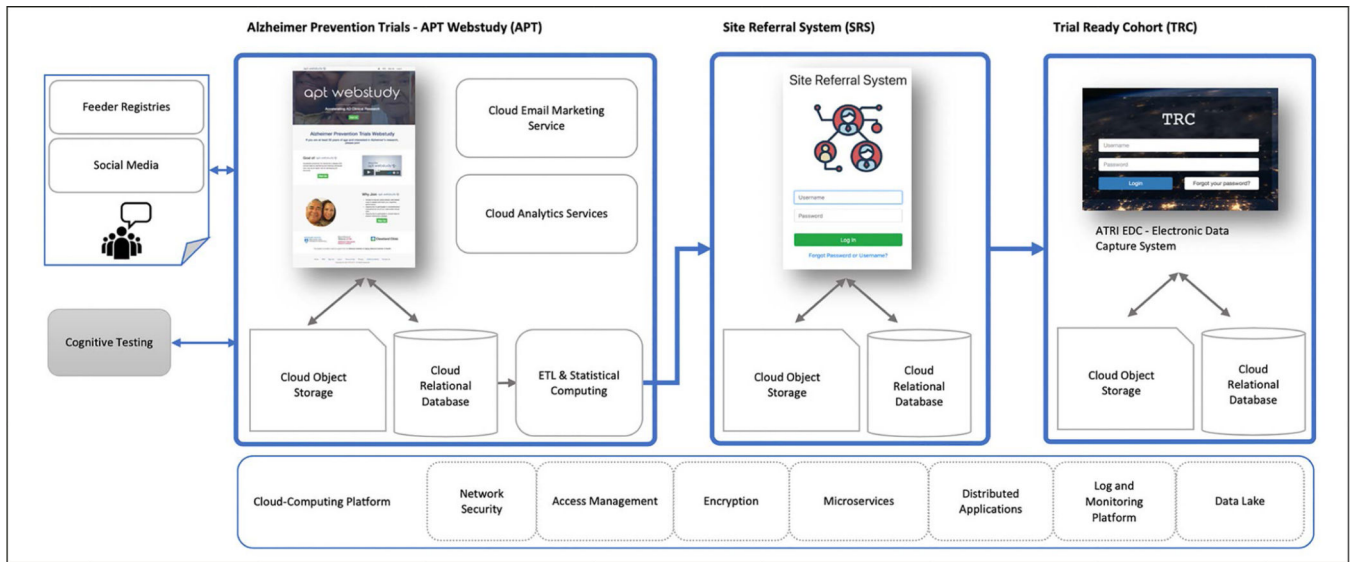 Alzheimer Prevention Trials - APT Webstudy (APT)
Site Referral System (SRS)
Trial Ready Cohort (TRC)
Feeder Registries
Social Media
Cognitive Testing
apt webstudy
Accelerating AD Clinical Research
Alzheimer Prevention Trials Webstudy
Cloud Email Marketing
Service
Cloud Analytics Services
Cloud Object
Storage
Cloud
Relational
Database
ETL & Statistical
Computing
Site Referral System
Username
Password
Log In
Forgot Password or Username?
Cloud Object
Storage
Cloud
Relational
Database
TRC
Username
Password
Login
Forgot your password?
ATRI EDC - Electronic Data
Capture System
Cloud Object
Storage
Cloud
Relational
Database
Cloud-Computing Platform
Network
Security
Access Management
Encryption
Microservices
Distributed
Applications
Log and
Monitoring
Platform
Data Lake